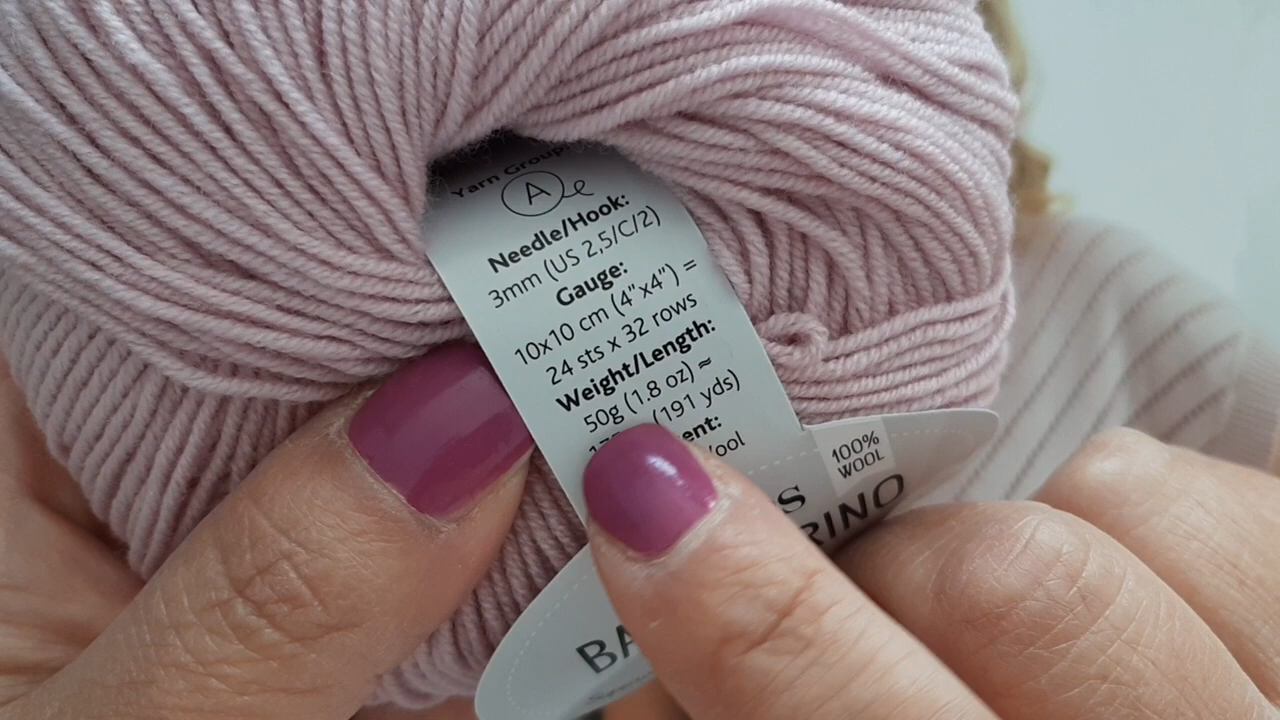 Yarn Group
A
Needle/Hook:
3mm (US 2,5/C/2)
Gauge:
10x10 cm (4"x4") =
24 sts x 32 rows
Weight/Length:
50g (1.8 oz) ≈
(191 yds)
100%
WOOL